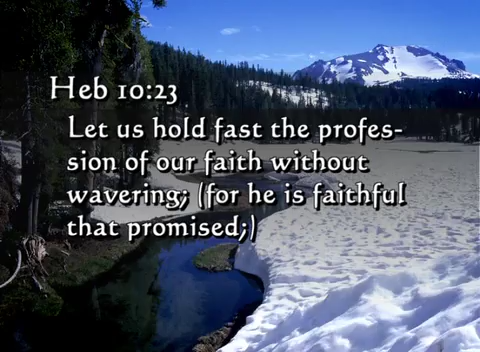 Heb 10:23
Let us hold fast the profes-
sion of our faith without
wavering; (for he is faithful
that promised;)